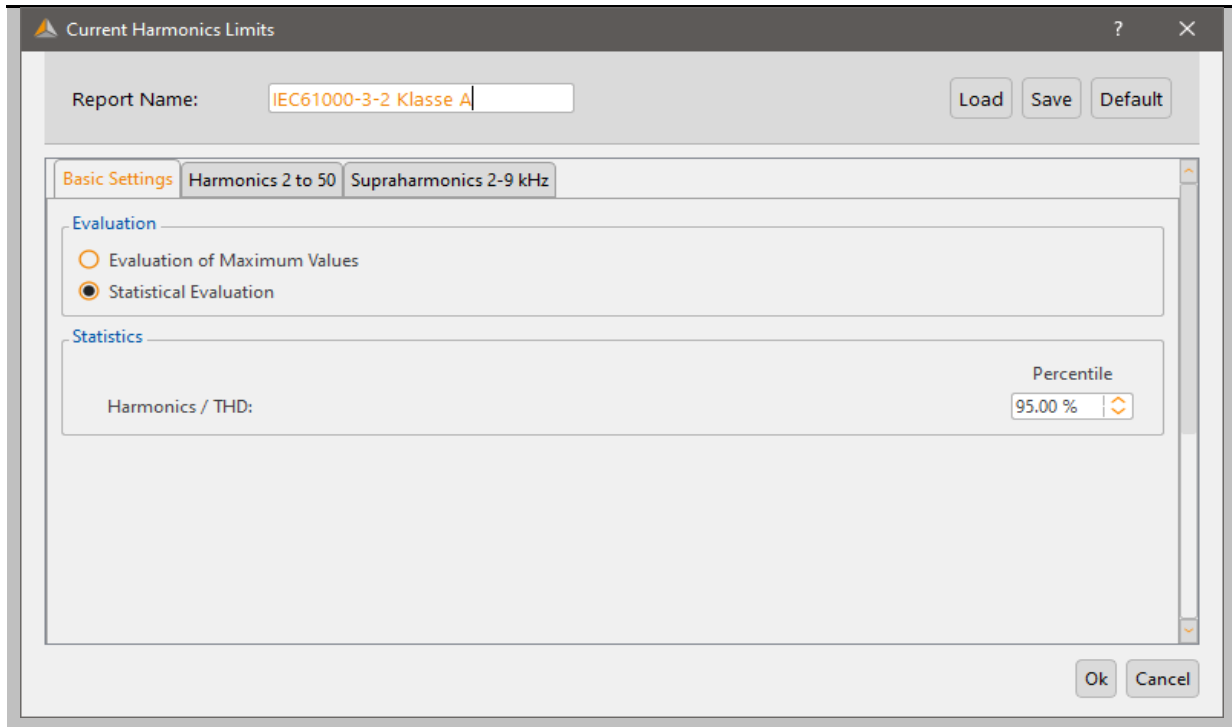 Current Harmonics Limits ? ×
Report Name: IEC61000-3-2 Klasse A Load Save Default
Basic Settings Harmonics 2 to 50 Supraharmonics 2-9 kHz
Evaluation
Evaluation of Maximum Values
Statistical Evaluation
Statistics
Percentile
Harmonics / THD: 95.00 %
Ok Cancel